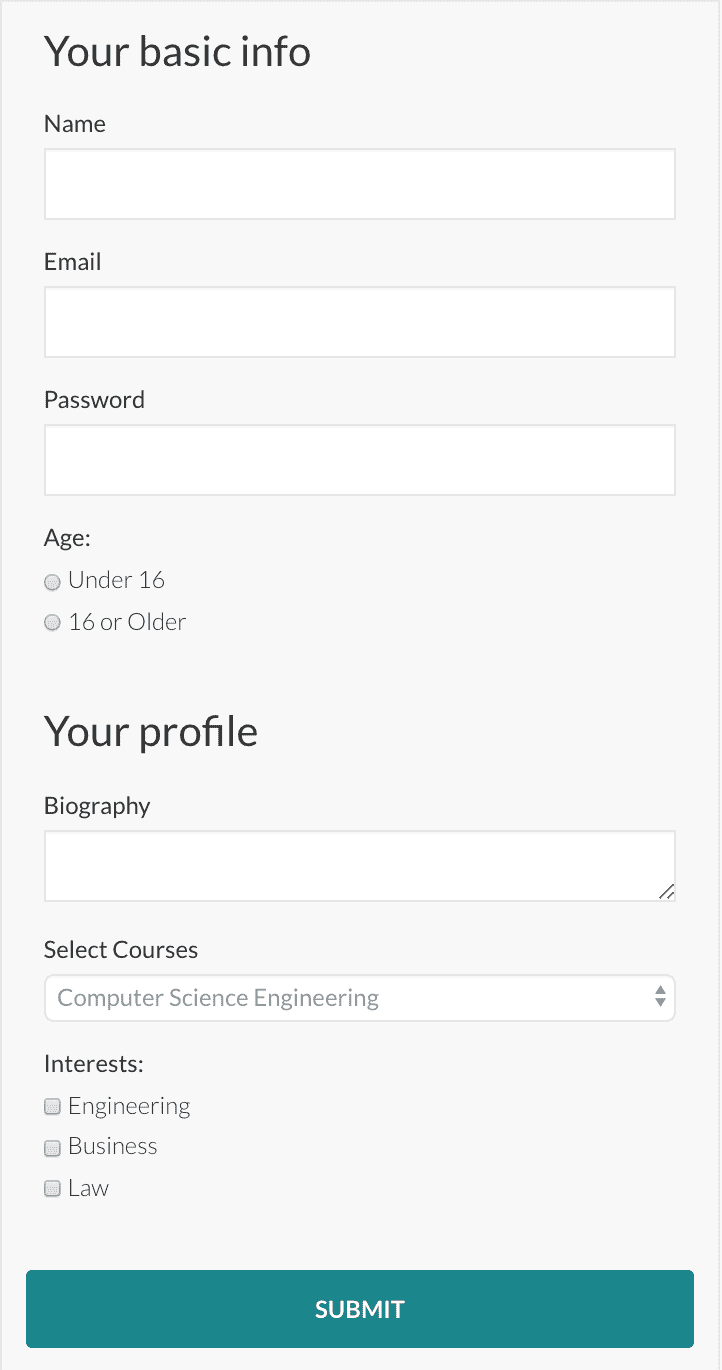 Your basic info
Name
Email
Password
Age:
Under 16
16 or Older
Your profile
Biography
Select Courses
Computer Science Engineering
Interests:
Engineering
Business
Law
SUBMIT